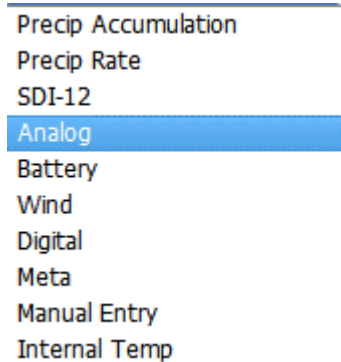 Precip Accumulation
Precip Rate
SDI-12
Analog
Battery
Wind
Digital
Meta
Manual Entry
Internal Temp